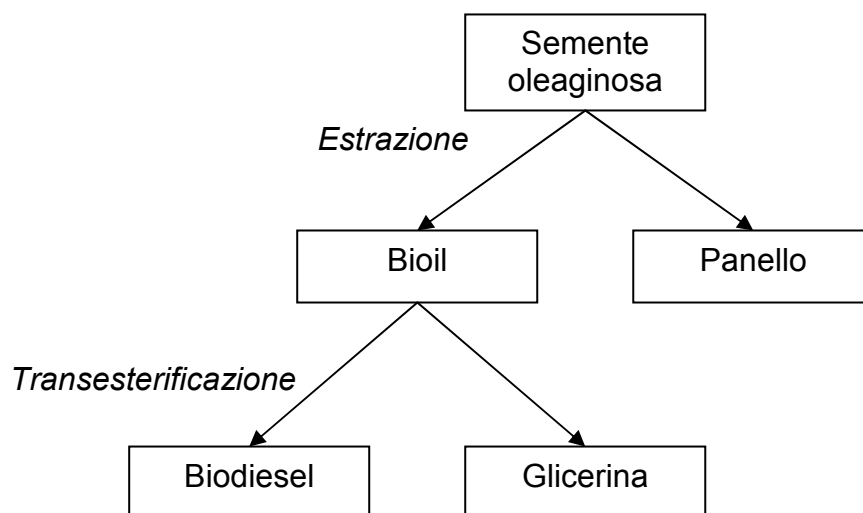 Semente
oleaginosa
Estrazione
Bioil
Panello
Transesterificazione
Biodiesel
Glicerina